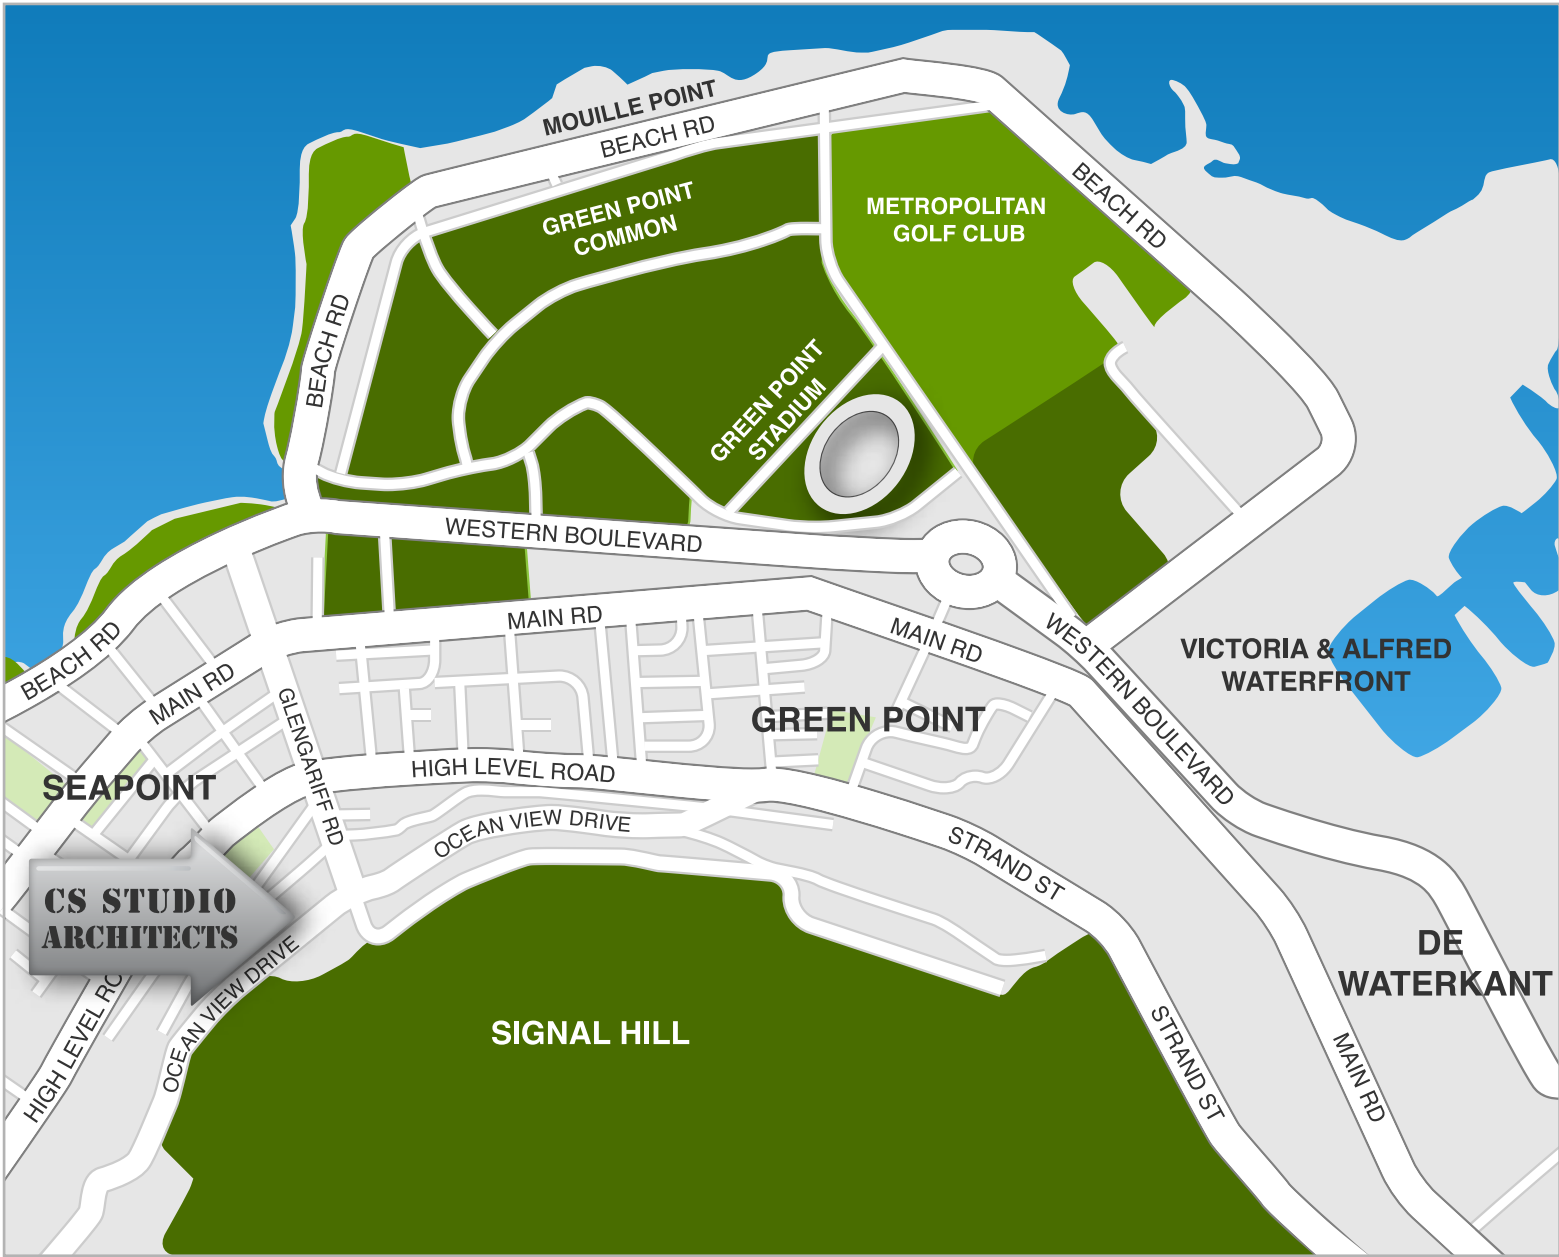 MOUILLE POINT
BEACH RD
BEACH RD
GREEN POINT
COMMON
METROPOLITAN
GOLF CLUB
BEACH RD
GREEN POINT
STADIUM
WESTERN BOULEVARD
MAIN RD
MAIN RD
WESTERN BOULEVARD
VICTORIA & ALFRED
WATERFRONT
BEACH RD
MAIN RD
GLENGARIFF RD
GREEN POINT
SEAPOINT
HIGH LEVEL ROAD
OCEAN VIEW DRIVE
STRAND ST
CS STUDIO
ARCHITECTS
OCEAN VIEW DRIVE
HIGH LEVEL RO
DE
WATERKANT
SIGNAL HILL
STRAND ST
MAIN RD